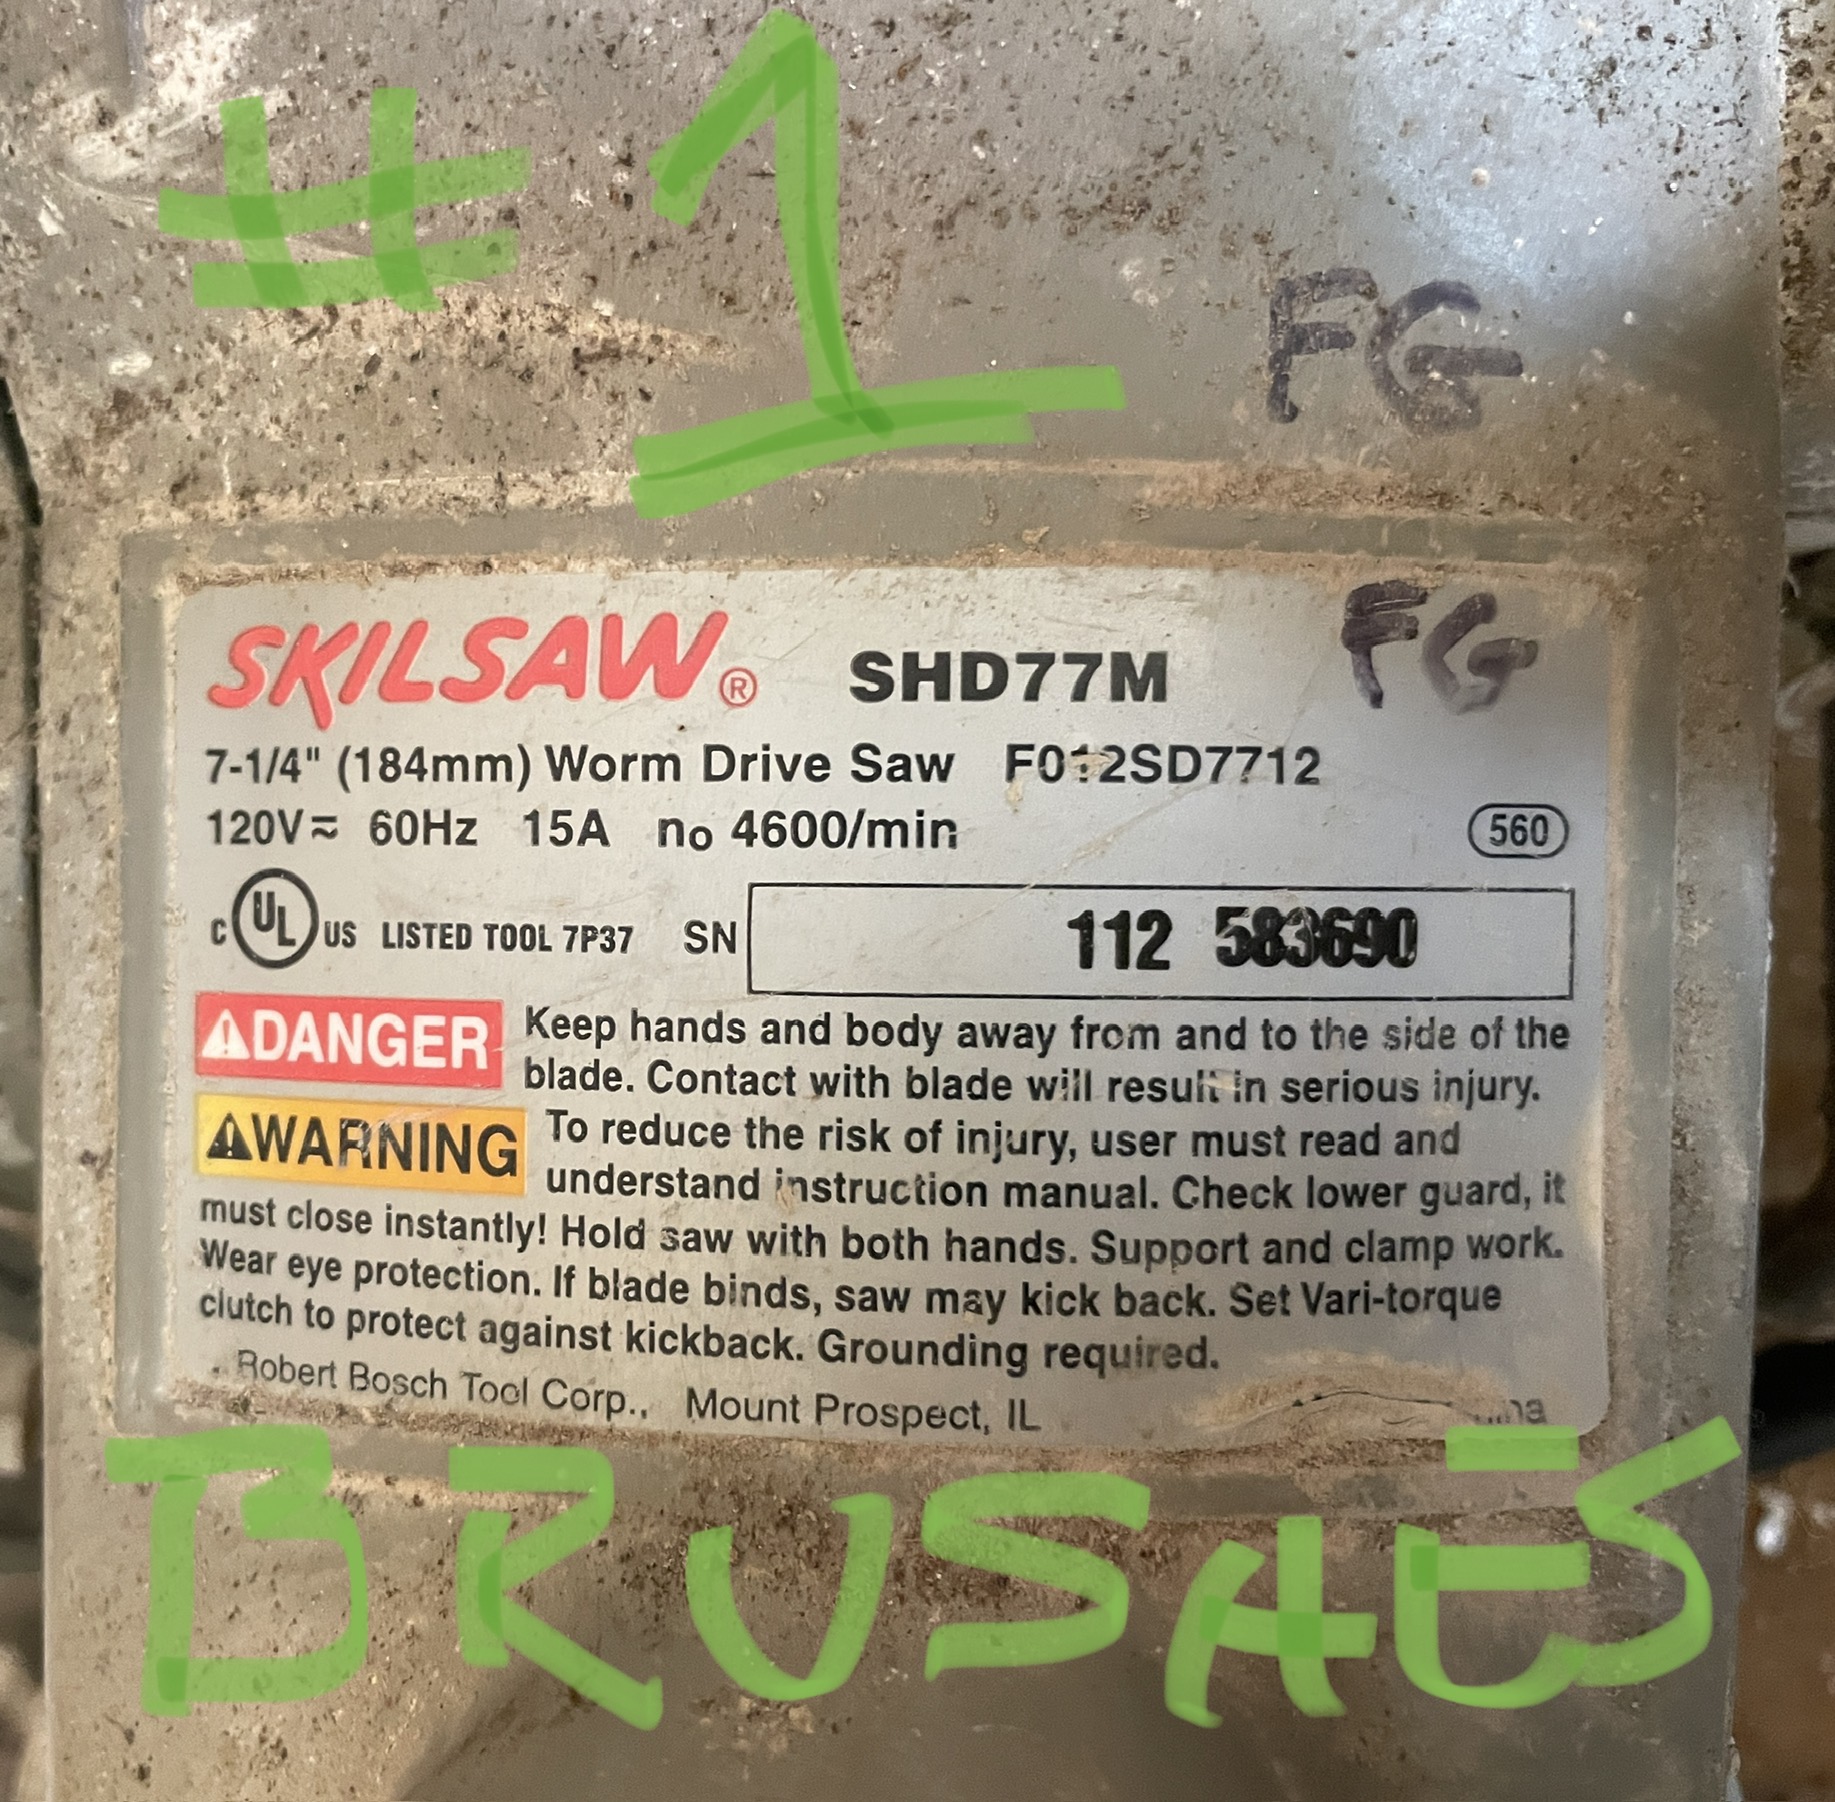 #1
FG
SKILSAW® SHD77M FG
7-1/4" (184mm) Worm Drive Saw F012SD7712
120V≂ 60Hz 15A no 4600/min 560
C UL US LISTED TOOL 7P37 SN 112 583690
⚠DANGER Keep hands and body away from and to the side of the
blade. Contact with blade will result in serious injury.
⚠WARNING To reduce the risk of injury, user must read and
understand instruction manual. Check lower guard, it
must close instantly! Hold saw with both hands. Support and clamp work.
Wear eye protection. If blade binds, saw may kick back. Set Vari-torque
clutch to protect against kickback. Grounding required.
Robert Bosch Tool Corp., Mount Prospect, IL
BRUSHES